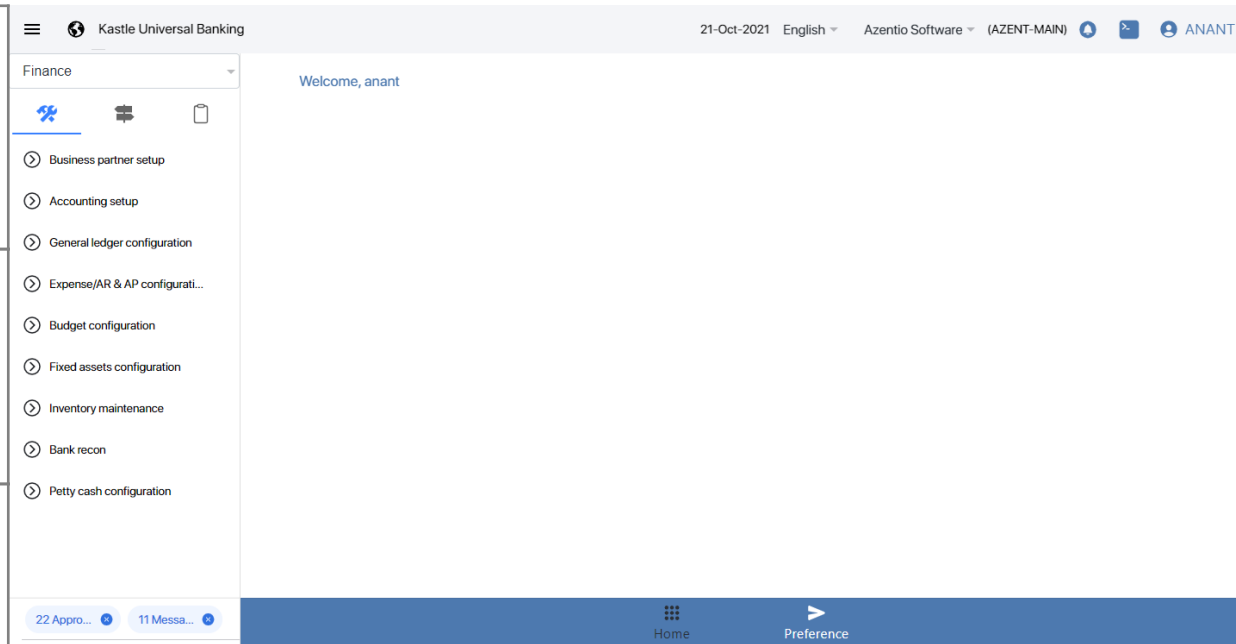 Kastle Universal Banking
21-Oct-2021 English Azentio Software (AZENT-MAIN) ANANT
Finance
Welcome, anant
Business partner setup
Accounting setup
General ledger configuration
Expense/AR & AP configurati...
Budget configuration
Fixed assets configuration
Inventory maintenance
Bank recon
Petty cash configuration
22 Appro... 11 Messa...
Home Preference